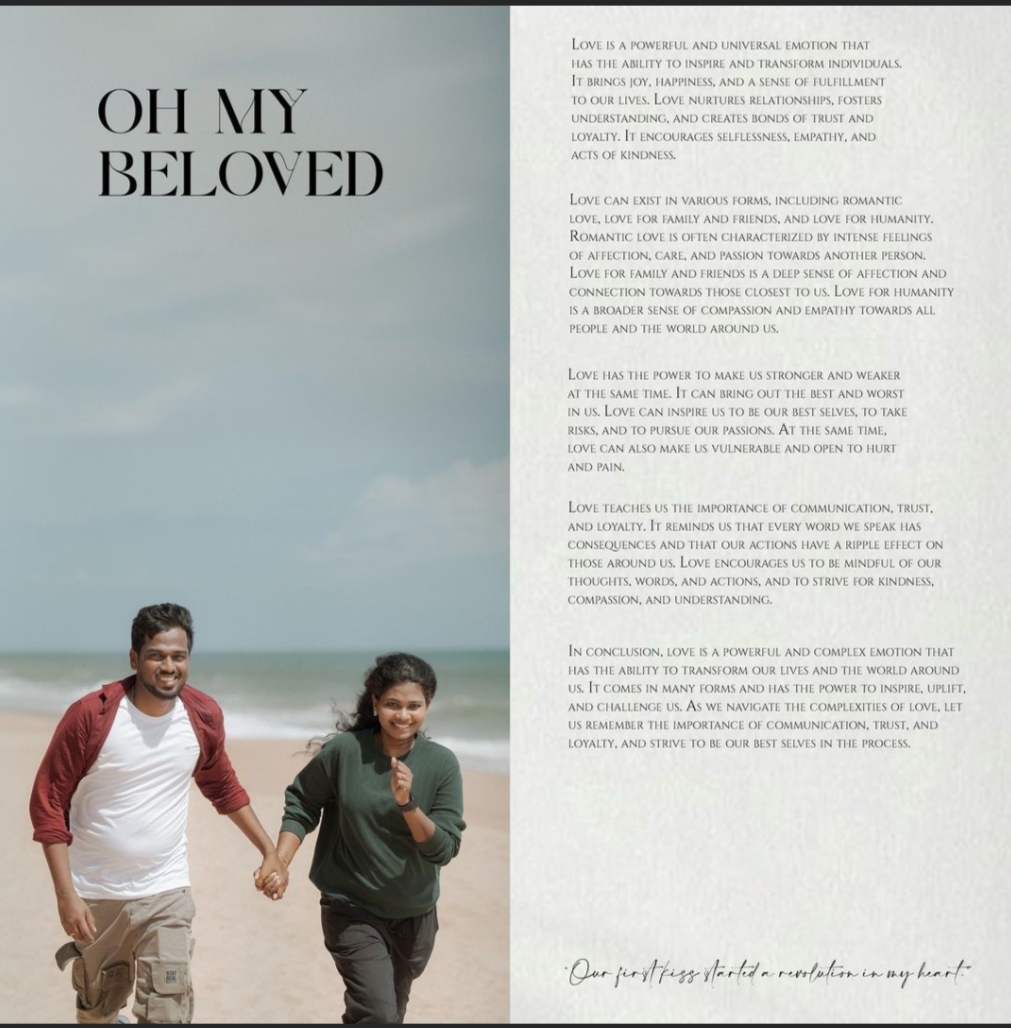 OH MY
BELOVED
Love is a powerful and universal emotion that
has the ability to inspire and transform individuals.
It brings joy, happiness, and a sense of fulfillment
to our lives. Love nurtures relationships, fosters
understanding, and creates bonds of trust and
loyalty. It encourages selflessness, empathy, and
acts of kindness.
Love can exist in various forms, including romantic
love, love for family and friends, and love for humanity.
Romantic love is often characterized by intense feelings
of affection, care, and passion towards another person.
Love for family and friends is a deep sense of affection and
connection towards those closest to us. Love for humanity
is a broader sense of compassion and empathy towards all
people and the world around us.
Love has the power to make us stronger and weaker
at the same time. It can bring out the best and worst
in us. Love can inspire us to be our best selves, to take
risks, and to pursue our passions. At the same time,
love can also make us vulnerable and open to hurt
and pain.
Love teaches us the importance of communication, trust,
and loyalty. It reminds us that every word we speak has
consequences and that our actions have a ripple effect on
those around us. Love encourages us to be mindful of our
thoughts, words, and actions, and to strive for kindness,
compassion, and understanding.
In conclusion, love is a powerful and complex emotion that
has the ability to transform our lives and the world around
us. It comes in many forms and has the power to inspire, uplift,
and challenge us. As we navigate the complexities of love, let
us remember the importance of communication, trust, and
loyalty, and strive to be our best selves in the process.
"Our first kiss started a revolution in my heart."